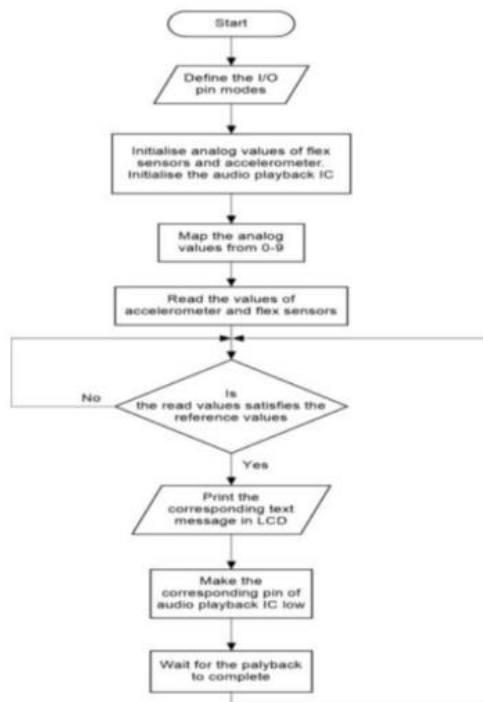 Start
Define the I/O
pin modes
Initialise analog values of flex
sensors and accelerometer.
Initialise the audio playback IC
Map the analog
values from 0-9
Read the values of
accelerometer and flex sensors
Is
the read values satisfies the
reference values
No
Yes
Print the
corresponding text
message in LCD
Make the
corresponding pin of
audio playback IC low
Wait for the palyback
to complete